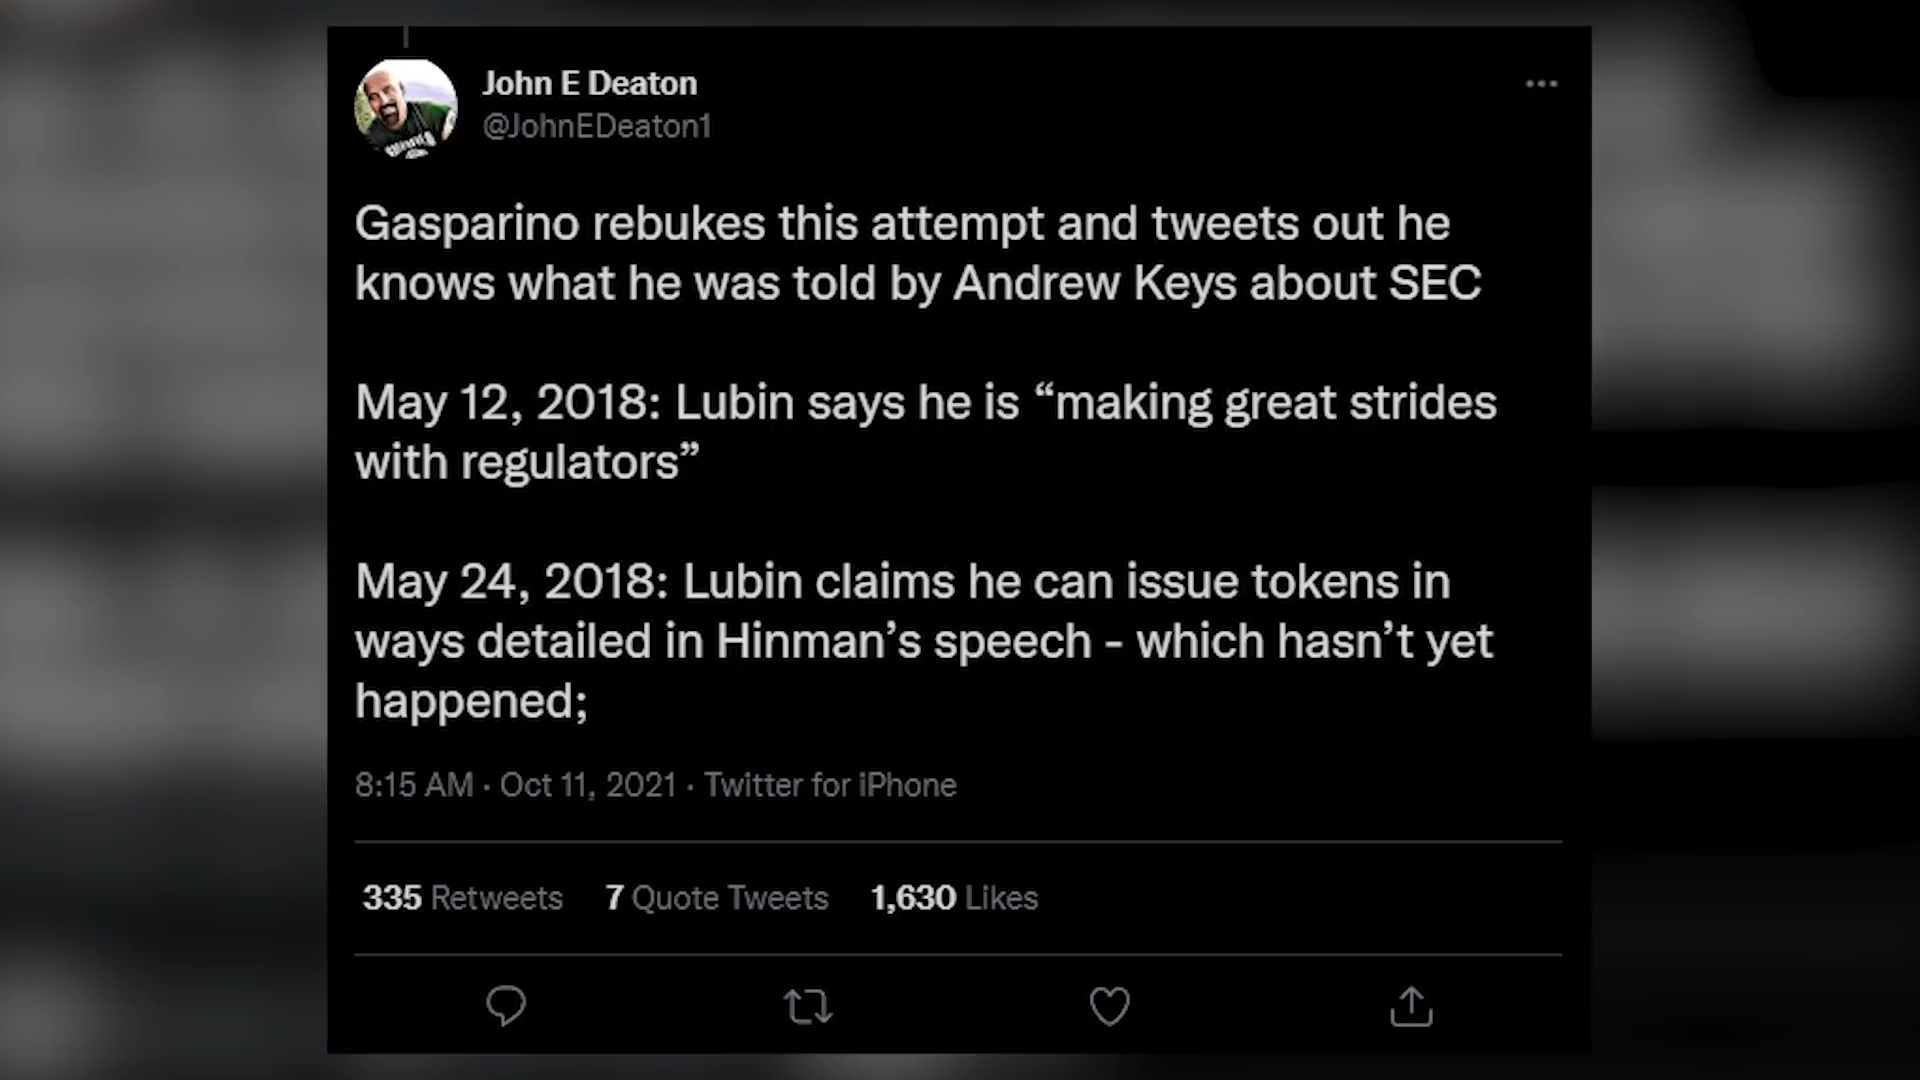 John E Deaton
@JohnEDeaton1
Gasparino rebukes this attempt and tweets out he
knows what he was told by Andrew Keys about SEC
May 12, 2018: Lubin says he is “making great strides
with regulators”
May 24, 2018: Lubin claims he can issue tokens in
ways detailed in Hinman’s speech - which hasn’t yet
happened;
8:15 AM · Oct 11, 2021 · Twitter for iPhone
335 Retweets 7 Quote Tweets 1,630 Likes